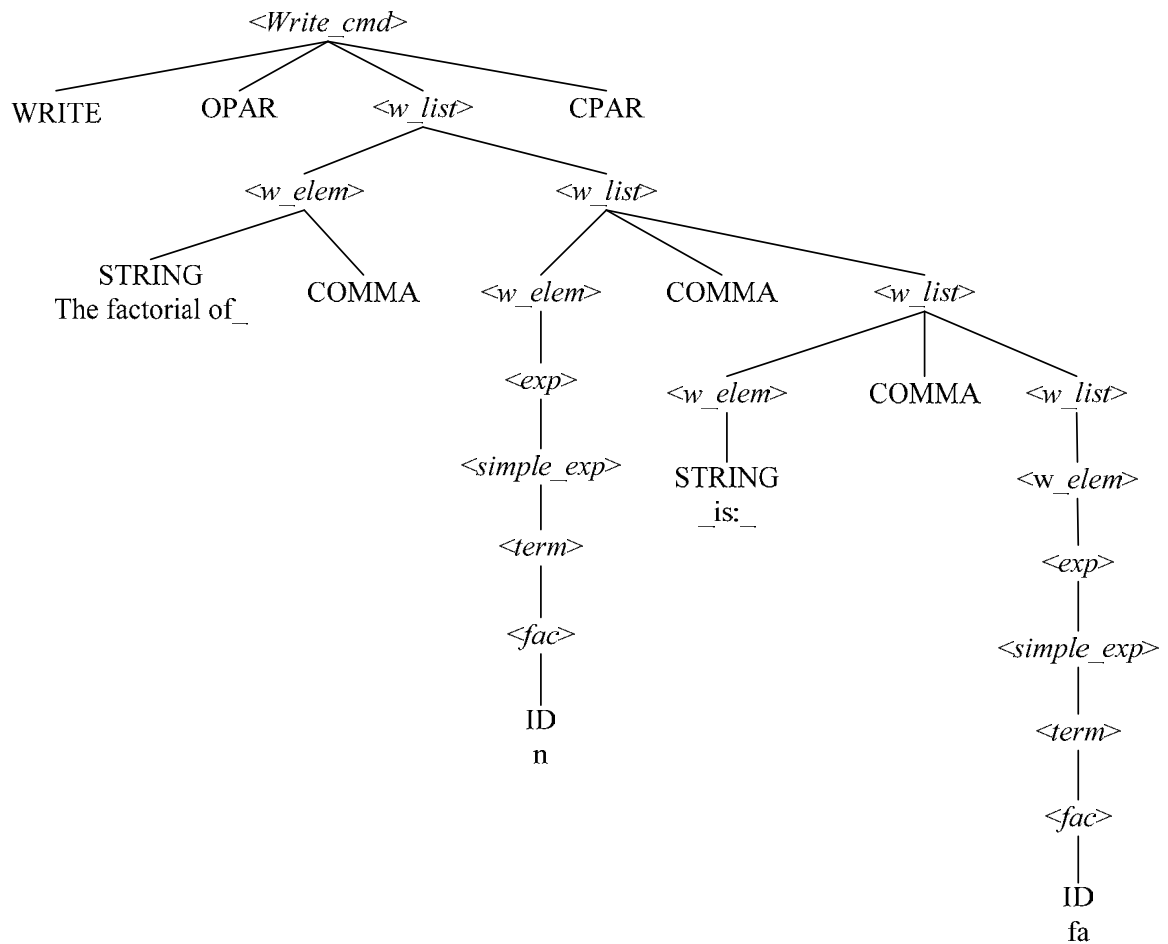 <Write_cmd>
WRITE OPAR <w_list> CPAR
<w_elem> <w_list>
STRING COMMA <w_elem> COMMA <w_list>
The factorial of_
<exp> <w_elem> COMMA <w_list>
<simple_exp> STRING <w_elem>
_is:_
<term> <exp>
<fac> <simple_exp>
ID <term>
n
<fac>
ID
fa